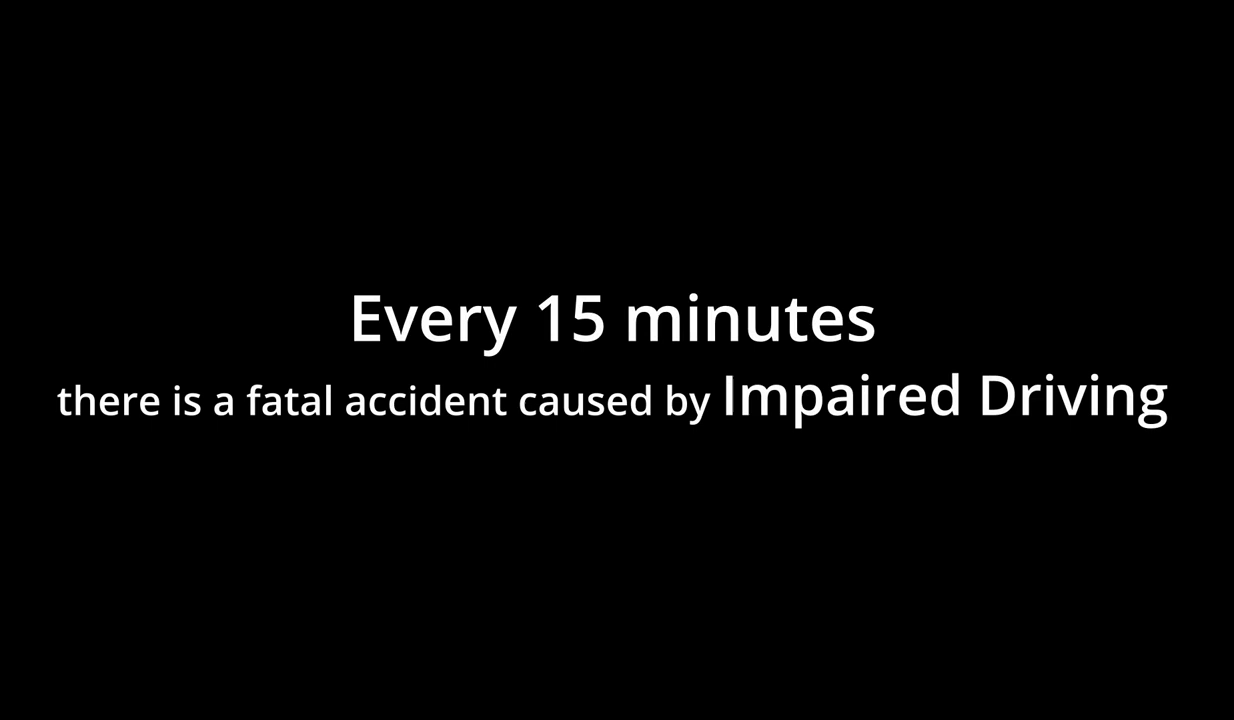 Every 15 minutes
there is a fatal accident caused by Impaired Driving